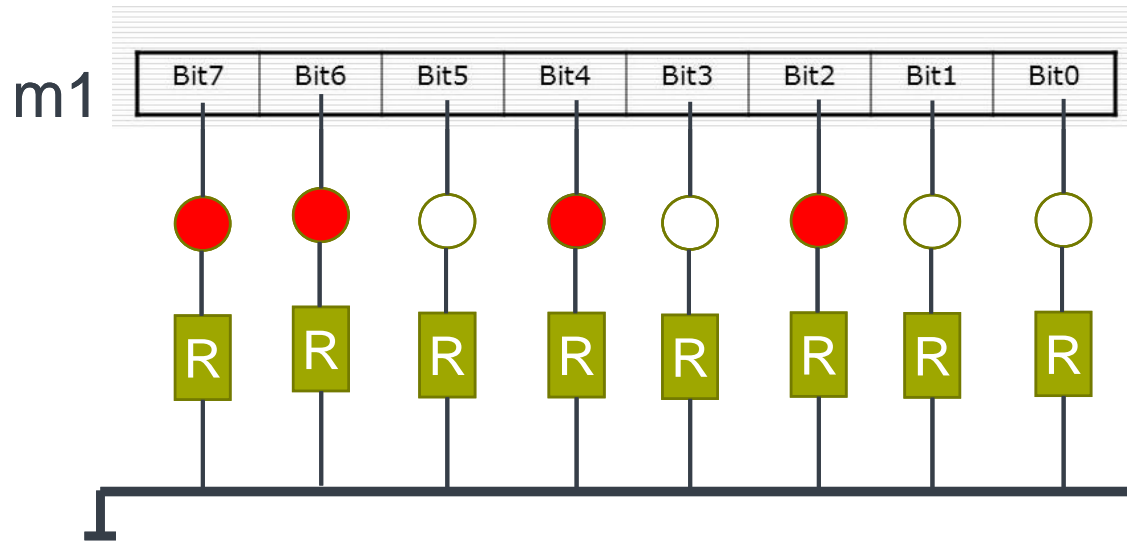 m1
Bit7 Bit6 Bit5 Bit4 Bit3 Bit2 Bit1 Bit0
R R R R R R R R